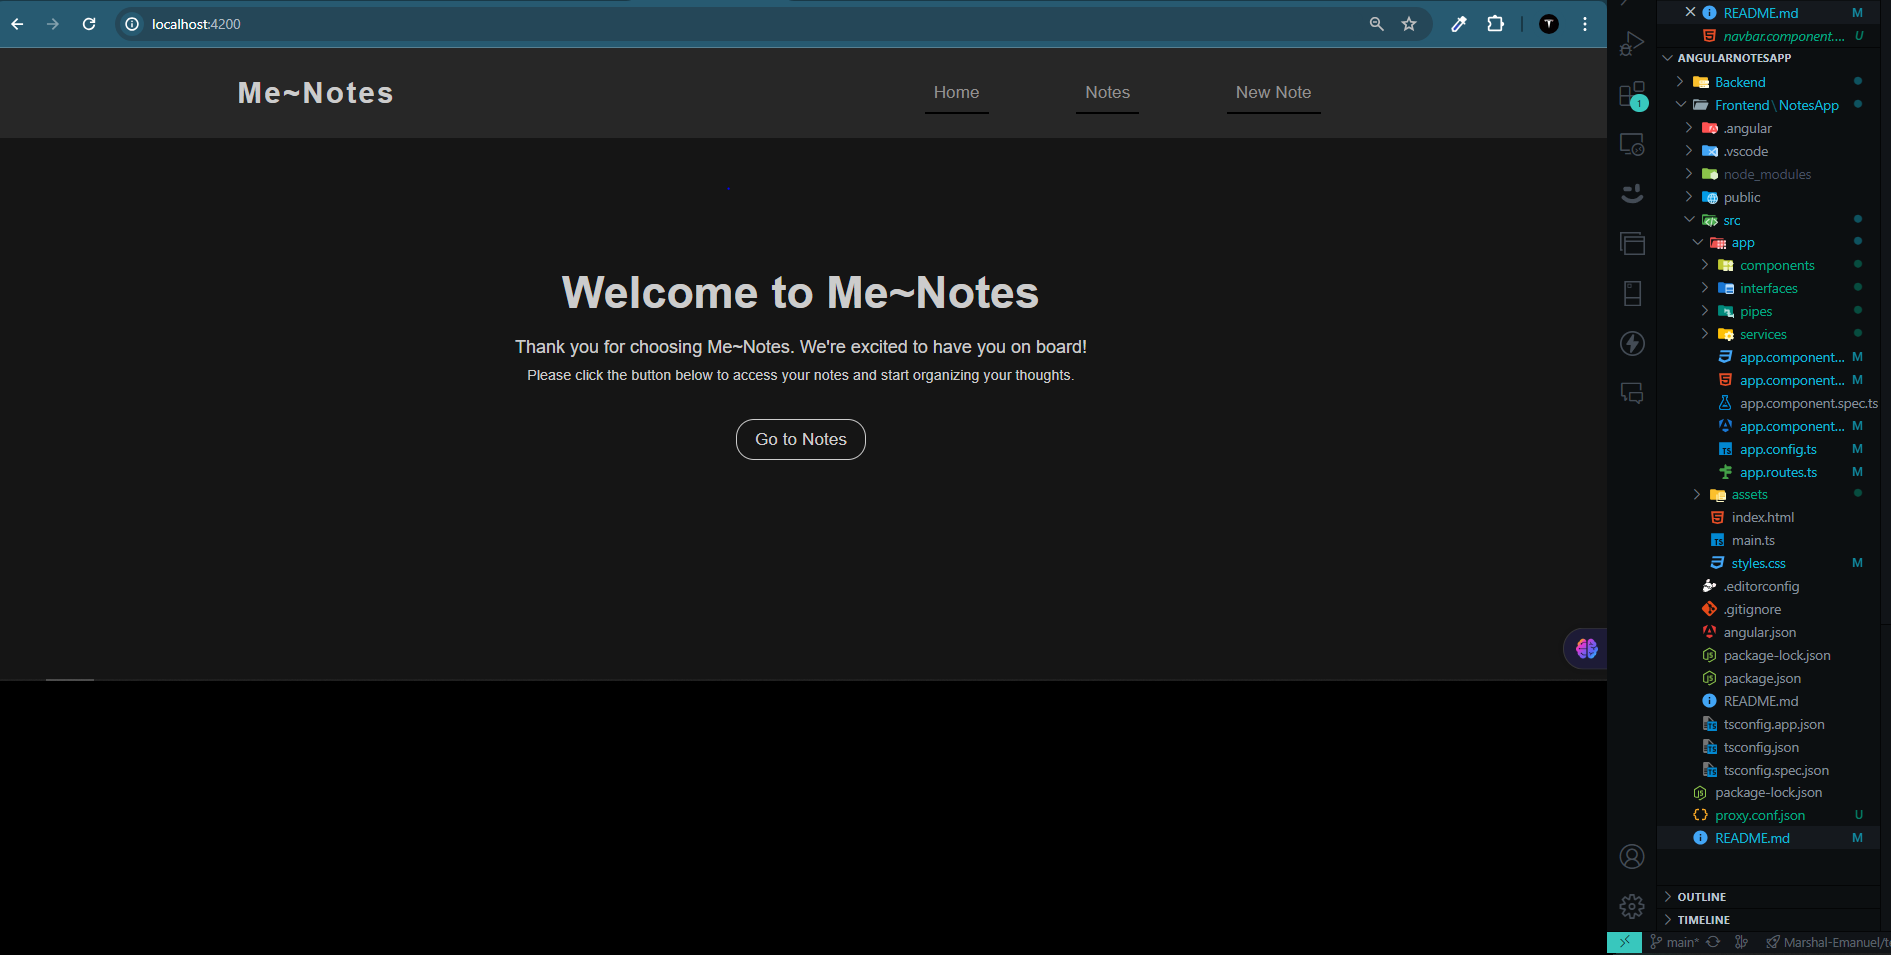 localhost:4200
Me~Notes
Home
Notes
New Note
Welcome to Me~Notes
Thank you for choosing Me~Notes. We're excited to have you on board!
Please click the button below to access your notes and start organizing your thoughts.
Go to Notes
README.md M
navbar.component.... U
ANGULARNOTESAPP
Backend
Frontend \ NotesApp
.angular
.vscode
node_modules
public
src
app
components
interfaces
pipes
services
app.component... M
app.component... M
app.component.spec.ts
app.component... M
app.config.ts M
app.routes.ts M
assets
index.html
main.ts
styles.css M
.editorconfig
.gitignore
angular.json
package-lock.json
package.json
README.md
tsconfig.app.json
tsconfig.json
tsconfig.spec.json
package-lock.json
proxy.conf.json U
README.md M
OUTLINE
TIMELINE
main*
Marshal-Emanuel/t
1